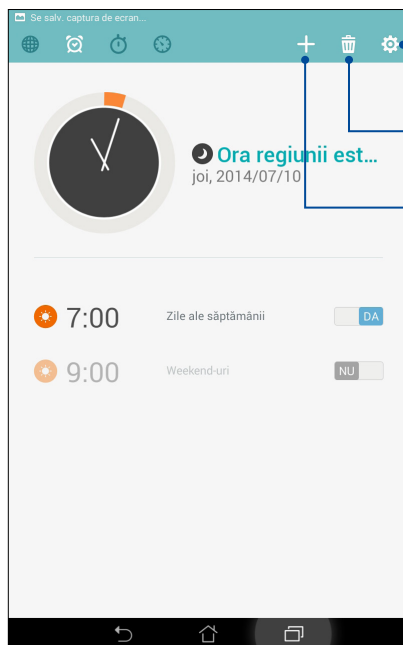 Se salv. captura de ecran...
Ora regiunii est...
joi, 2014/07/10
7:00 Zile ale săptămânii DA
9:00 Weekend-uri NU